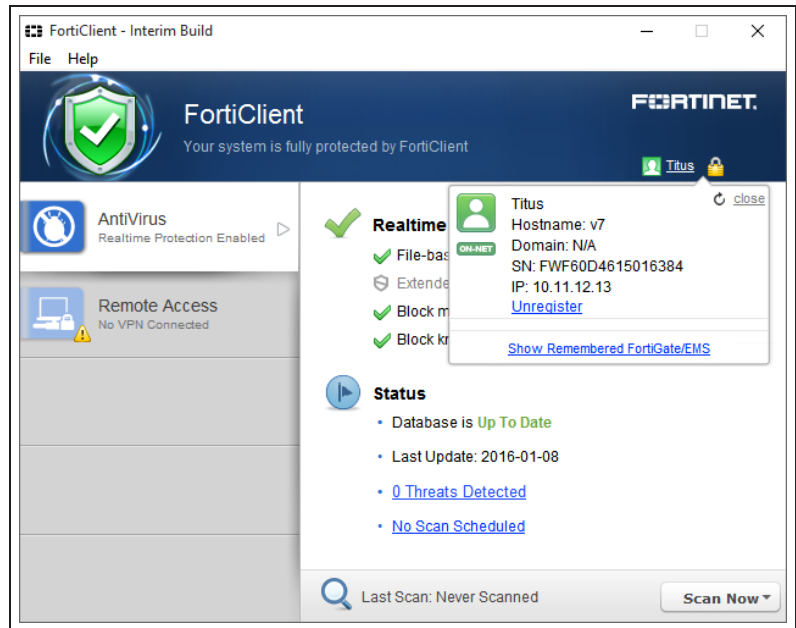 FortiClient - Interim Build
File Help
FortiClient
Your system is fully protected by FortiClient
FORTINET.
Titus
AntiVirus
Realtime Protection Enabled
Remote Access
No VPN Connected
Realtime
File-bas
Extende
Block m
Block kr
Titus
close
Hostname: v7
ON-NET
Domain: N/A
SN: FWF60D4615016384
IP: 10.11.12.13
Unregister
Show Remembered FortiGate/EMS
Status
• Database is Up To Date
• Last Update: 2016-01-08
• 0 Threats Detected
• No Scan Scheduled
Last Scan: Never Scanned
Scan Now